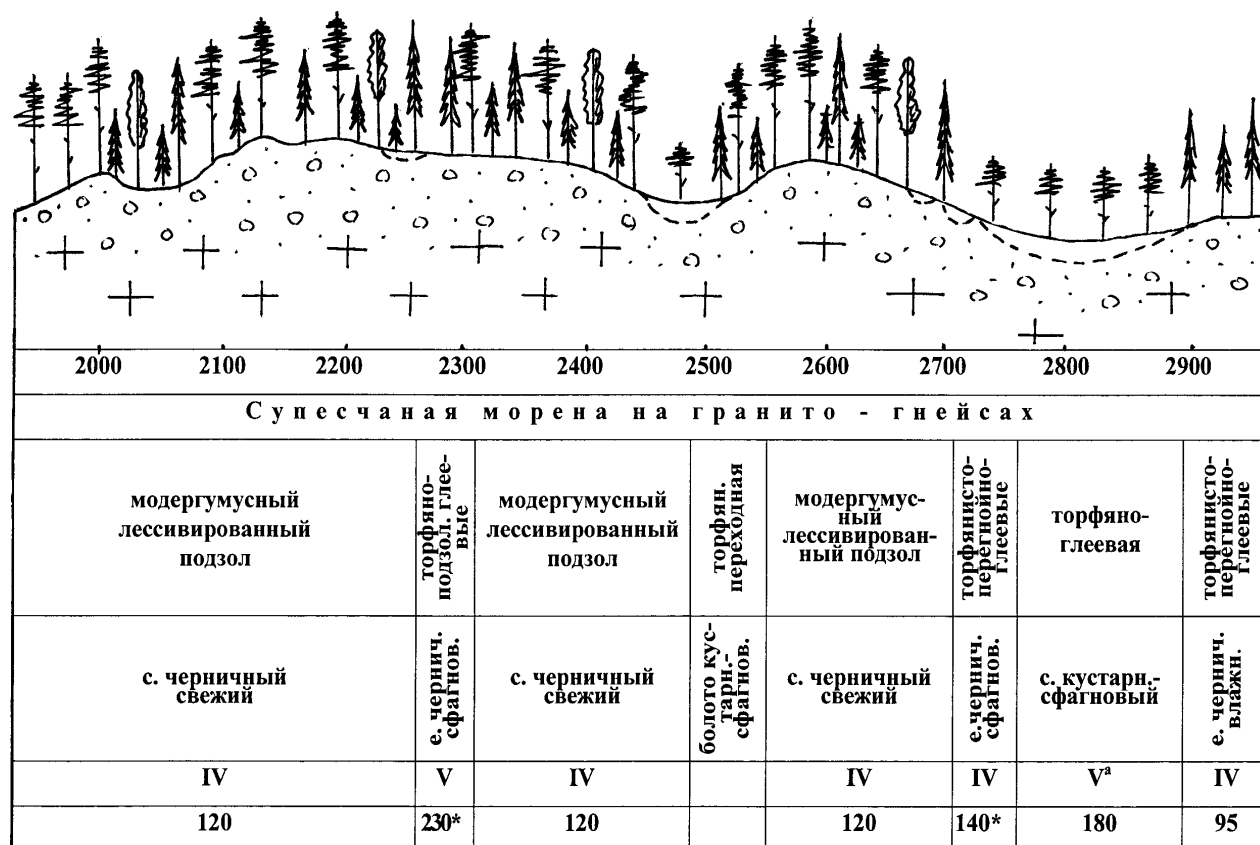 2000 2100 2200 2300 2400 2500 2600 2700 2800 2900
Супесчаная морена на гранито - гнейсах
модергумусный
лессивированный
подзол
торфяно-
подзол. глее-
вые
модергумусный
лессивированный
подзол
торфян.
переходная
модергумус-
ный
лессивирован-
ный подзол
торфянисто-
перегнойно-
глеевые
торфяно-
глеевая
торфянисто-
перегнойно-
глеевые
с. черничный
свежий
е. чернич.
сфагнов.
с. черничный
свежий
болото кус-
тарн.-
сфагнов.
с. черничный
свежий
е.чернич.
сфагнов.
с. кустарн.-
сфагновый
е. чернич.
влажн.
IV V IV IV IV Vª IV
120 230* 120 120 140* 180 95